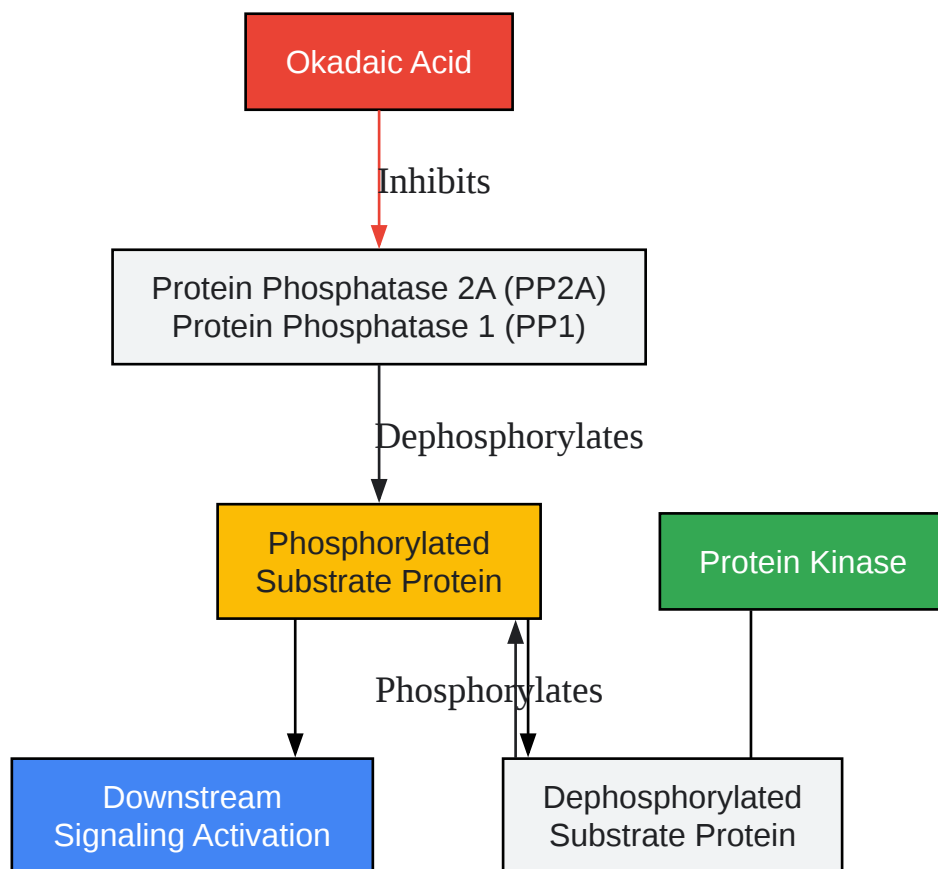 Okadaic Acid
Inhibits
Protein Phosphatase 2A (PP2A)
Protein Phosphatase 1 (PP1)
Dephosphorylates
Phosphorylated
Substrate Protein
Protein Kinase
Phosphorylates
Downstream
Signaling Activation
Dephosphorylated
Substrate Protein